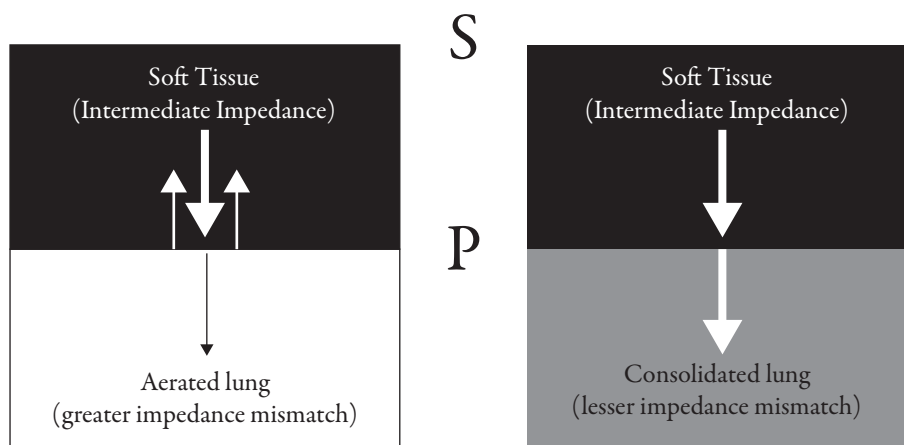 S
Soft Tissue
(Intermediate Impedance)
Soft Tissue
(Intermediate Impedance)
P
Aerated lung
(greater impedance mismatch)
Consolidated lung
(lesser impedance mismatch)